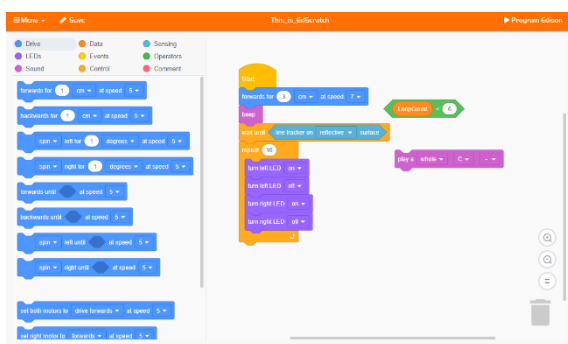 Menu Save This_is_EdScratch Program Edison
Drive Data Sensing
LEDs Events Operators
Sound Control Comment
forwards for 1 cm at speed 5
backwards for 1 cm at speed 5
spin left for 1 degrees at speed 5
spin right for 1 degrees at speed 5
forwards until at speed 5
backwards until at speed 5
spin left until at speed 5
spin right until at speed 5
set both motors to drive forwards at speed 5
set right motor to forwards at speed 5
Start
forwards for 3 cm at speed 7
beep
wait until line tracker on reflective surface
repeat 10
turn left LED on
turn left LED off
turn right LED on
turn right LED off
LoopCount = 6
play a whole C -